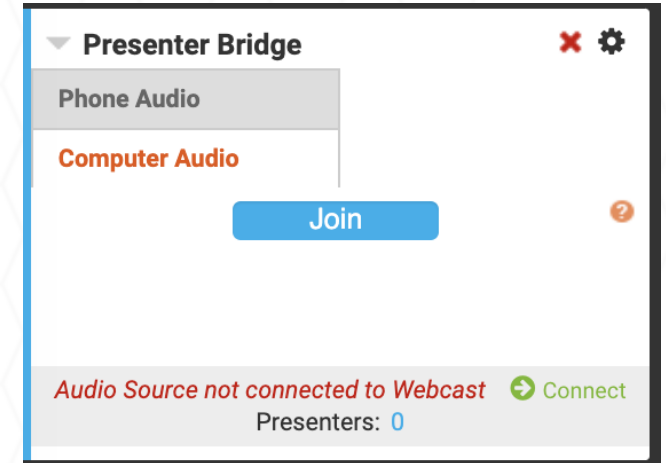 Presenter Bridge
Phone Audio
Computer Audio
Join
Audio Source not connected to Webcast Connect
Presenters: 0